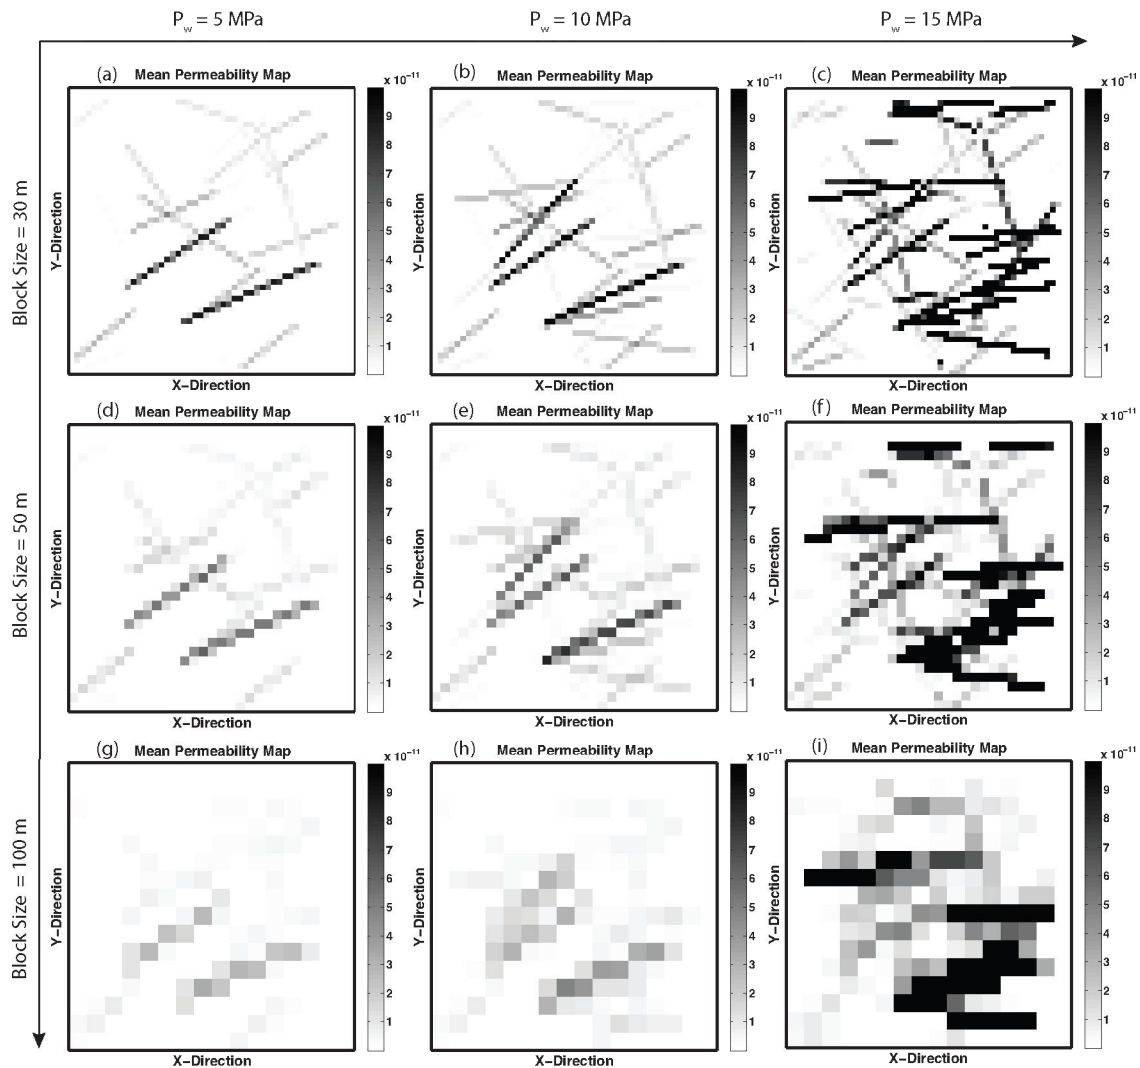 P_w = 5 MPa P_w = 10 MPa P_w = 15 MPa
Block Size = 30 m
(a) Mean Permeability Map
x 10⁻¹¹
9
8
7
6
5
4
3
2
1
Y-Direction
X-Direction
(b) Mean Permeability Map
x 10⁻¹¹
9
8
7
6
5
4
3
2
1
Y-Direction
X-Direction
(c) Mean Permeability Map
x 10⁻¹¹
9
8
7
6
5
4
3
2
1
Y-Direction
X-Direction
Block Size = 50 m
(d) Mean Permeability Map
x 10⁻¹¹
9
8
7
6
5
4
3
2
1
Y-Direction
X-Direction
(e) Mean Permeability Map
x 10⁻¹¹
9
8
7
6
5
4
3
2
1
Y-Direction
X-Direction
(f) Mean Permeability Map
x 10⁻¹¹
9
8
7
6
5
4
3
2
1
Y-Direction
X-Direction
Block Size = 100 m
(g) Mean Permeability Map
x 10⁻¹¹
9
8
7
6
5
4
3
2
1
Y-Direction
X-Direction
(h) Mean Permeability Map
x 10⁻¹¹
9
8
7
6
5
4
3
2
1
Y-Direction
X-Direction
(i) Mean Permeability Map
x 10⁻¹¹
9
8
7
6
5
4
3
2
1
Y-Direction
X-Direction